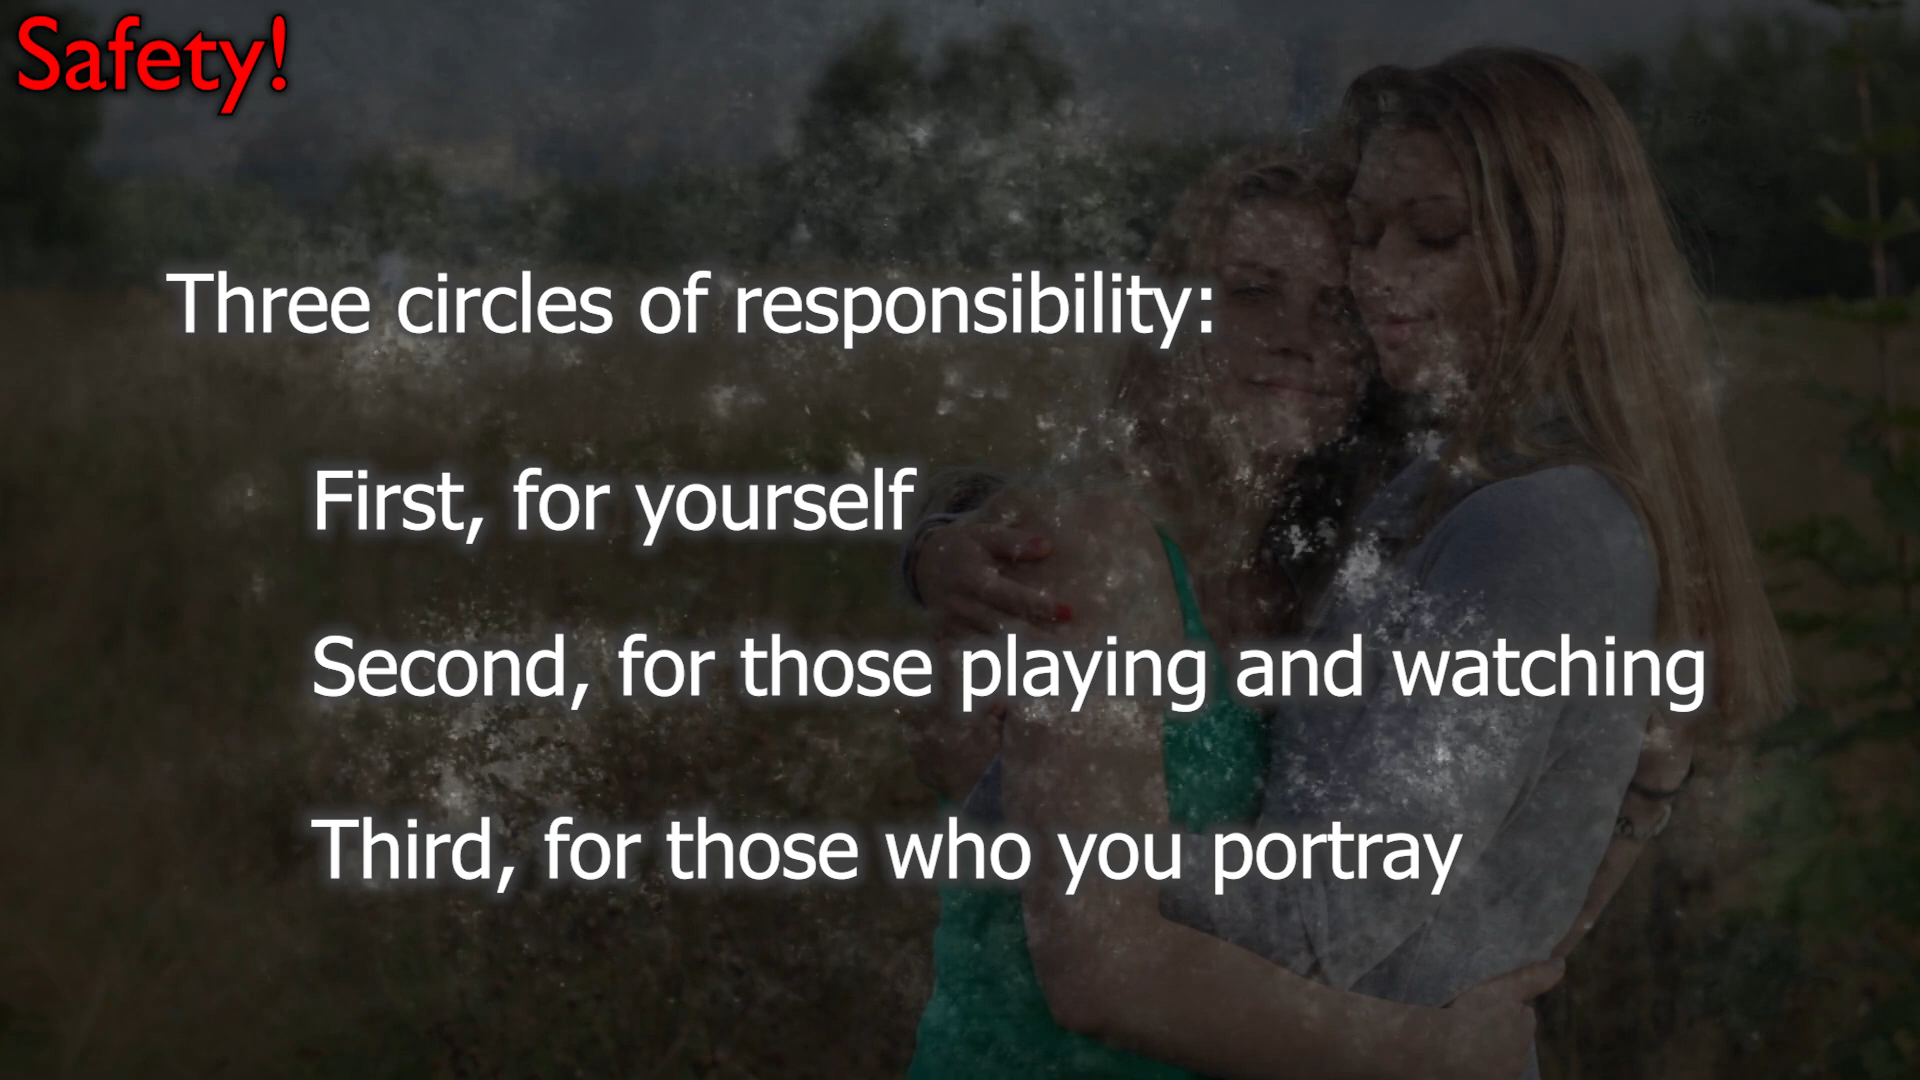 Safety!
Three circles of responsibility:
First, for yourself
Second, for those playing and watching
Third, for those who you portray